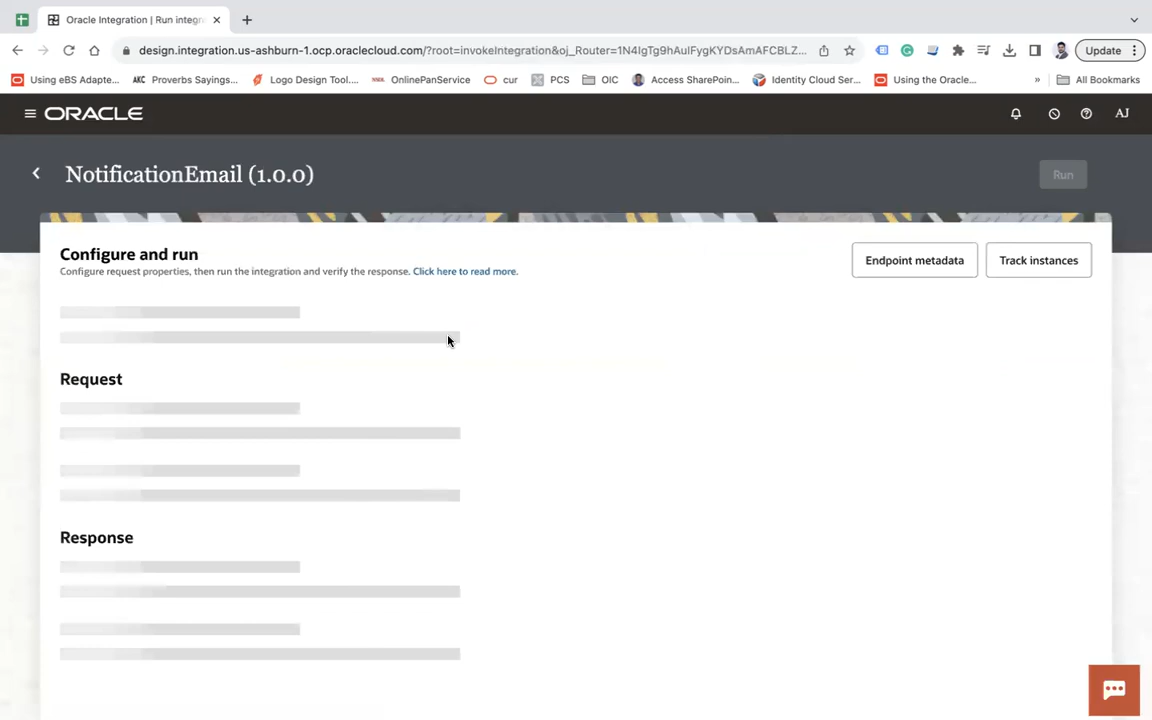 Oracle Integration | Run integr
design.integration.us-ashburn-1.ocp.oraclecloud.com/?root=invokeIntegration&oj_Router=1N4IgTg9hAuIFygKYDsAmAFCBLZ...
Update
Using eBS Adapte...
AKC Proverbs Sayings...
Logo Design Tool....
OnlinePanService
cur
PCS
OIC
Access SharePoin...
Identity Cloud Ser...
Using the Oracle...
»
All Bookmarks
ORACLE
AJ
NotificationEmail (1.0.0)
Run
Configure and run
Configure request properties, then run the integration and verify the response. Click here to read more.
Endpoint metadata
Track instances
Request
Response